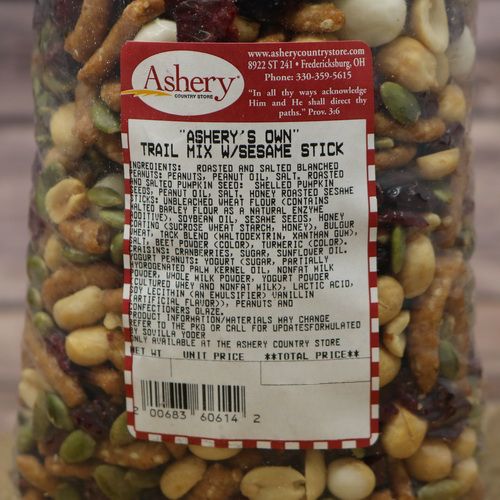 Ashery
COUNTRY STORE
www.asherycountrystore.com
8922 ST 241 • Fredericksburg, OH
Phone: 330-359-5615
"In all thy ways acknowledge
Him and He shall direct thy
paths." Prov. 3:6
"ASHERY'S OWN"
TRAIL MIX W/SESAME STICK
INGREDIENTS: ROASTED AND SALTED BLANCHED
PEANUTS: PEANUTS, PEANUT OIL, SALT, ROASTED
AND SALTED PUMPKIN SEED: SHELLED PUMPKIN
SEEDS, PEANUT OIL, SALT, HONEY ROASTED SESAME
STICKS: UNBLEACHED WHEAT FLOUR (CONTAINS
MALTED BARLEY FLOUR AS A NATURAL ENZYME
ADDITIVE), SOYBEAN OIL, SESAME SEEDS, HONEY
COATING (SUCROSE WHEAT STARCH, HONEY), BULGUR
WHEAT, TACK BLEND (MALTODEXTRIN, XANTHAN GUM),
SALT, BEET POWDER (COLOR), TURMERIC (COLOR),
CRAISINS: CRANBERRIES, SUGAR, SUNFLOWER OIL,
YOGURT PEANUTS: YOGURT (SUGAR, PARTIALLY
HYDROGENATED PALM KERNEL OIL, NONFAT MILK
POWDER, WHOLE MILK POWDER, YOGURT POWDER
(CULTURED WHEY AND NONFAT MILK), LACTIC ACID,
LECITHIN (AN EMULSIFIER) VANILLIN
(ARTIFICIAL FLAVOR)), PEANUTS AND
CONFECTIONERS GLAZE.
PRODUCT INFORMATION/MATERIALS MAY CHANGE
REFER TO THE PKG OR CALL FOR UPDATESFORMULATED
BY SOVILLA YODER
ONLY AVAILABLE AT THE ASHERY COUNTRY STORE
NET WT UNIT PRICE **TOTAL PRICE**
2 00683 60614 2